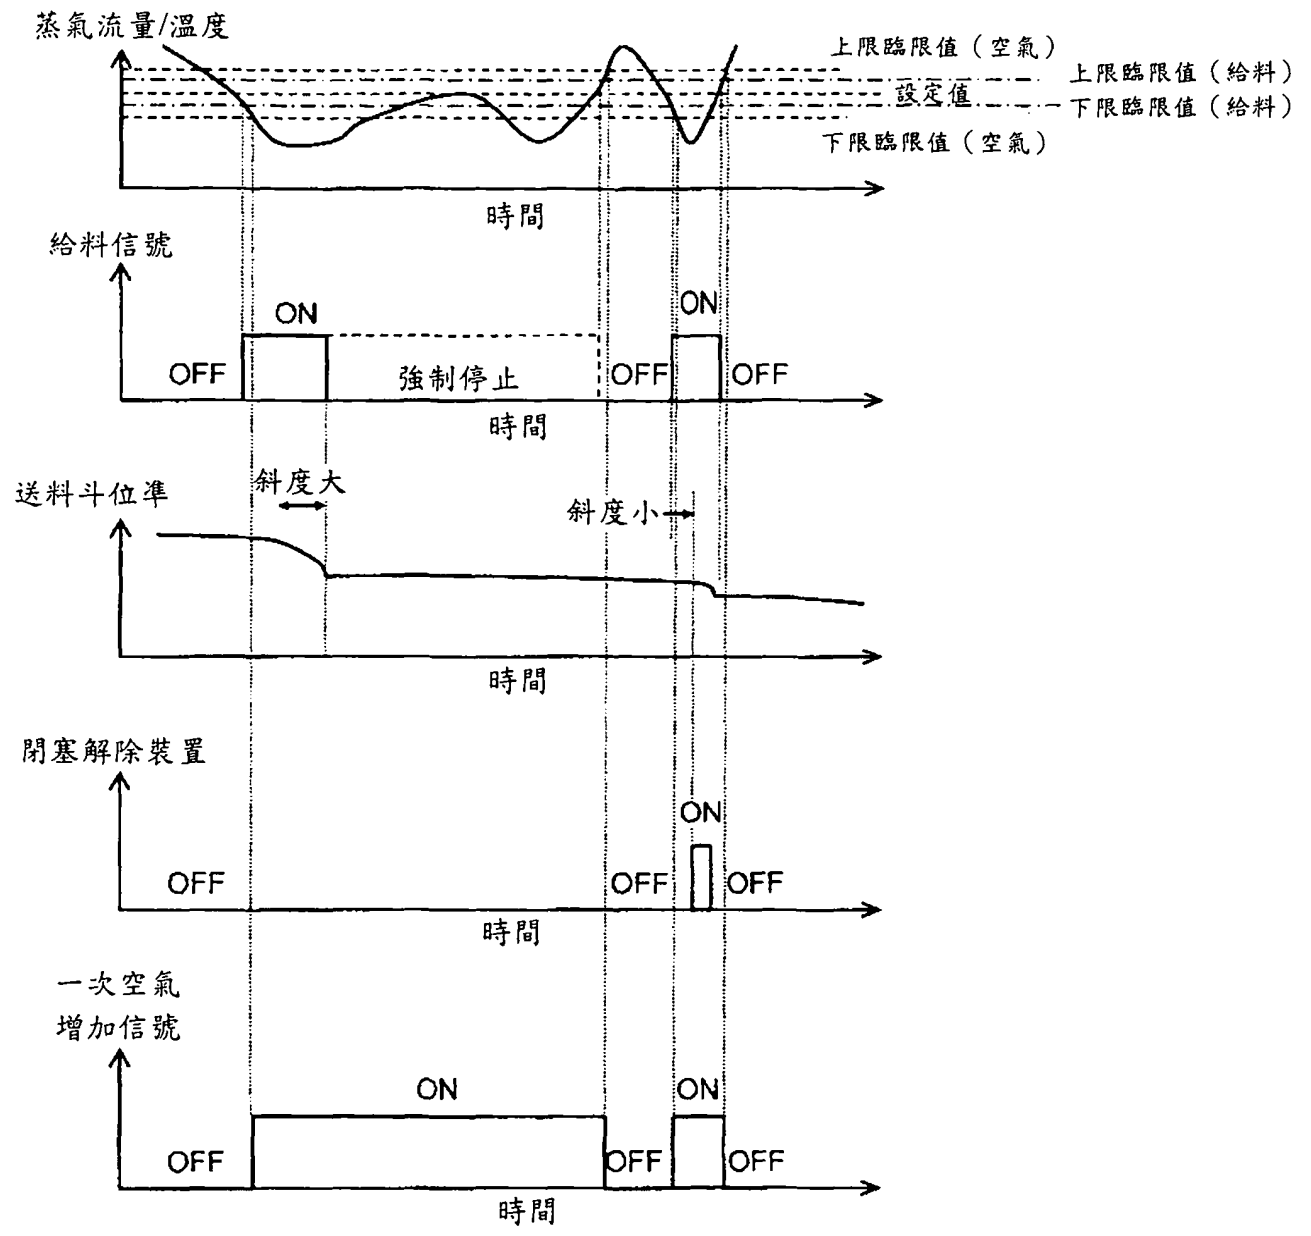 蒸氣流量/溫度
上限臨限值（空氣）
上限臨限值（給料）
設定值
下限臨限值（給料）
下限臨限值（空氣）
時間
給料信號
ON
ON
OFF
強制停止
OFF
OFF
時間
送料斗位準
斜度大
斜度小
時間
閉塞解除裝置
ON
OFF
OFF
OFF
時間
一次空氣
增加信號
ON
ON
OFF
OFF
OFF
時間